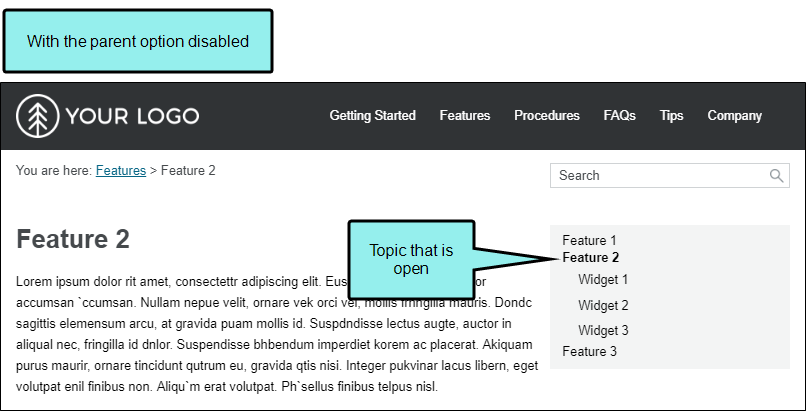 With the parent option disabled
YOUR LOGO
Getting Started Features Procedures FAQs Tips Company
You are here: Features > Feature 2
Search
Feature 2
Lorem ipsum dolor rit amet, consectettr adipiscing elit. Eus or
accumsan `ccumsan. Nullam nepue velit, ornare vek orci vel, mollis fringilla mauris. Dondc
sagittis elemensum arcu, at gravida puam mollis id. Suspdndisse lectus augte, auctor in
aliqual nec, fringilla id dnlor. Suspendisse bhbendum imperdiet korem ac placerat. Akiquam
purus maurir, ornare tincidunt qutrum eu, gravida qtis nisi. Integer pukvinar lacus libern, eget
volutpat enil finibus non. Aliqu`m erat volutpat. Ph`sellus finibus telpus nisl.
Topic that is
open
Feature 1
Feature 2
Widget 1
Widget 2
Widget 3
Feature 3